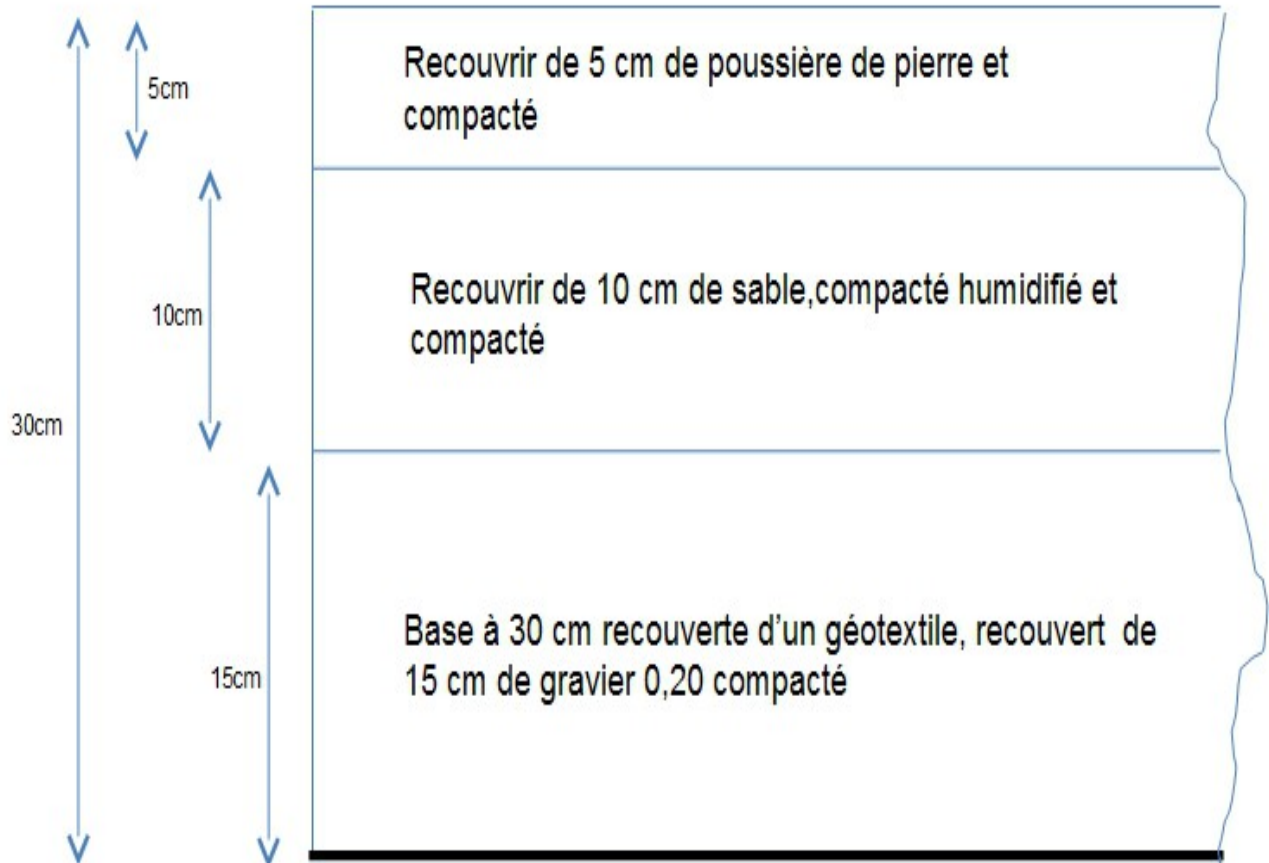 5cm
Recouvrir de 5 cm de poussière de pierre et
compacté
10cm
Recouvrir de 10 cm de sable,compacté humidifié et
compacté
30cm
15cm
Base à 30 cm recouverte d'un géotextile, recouvert de
15 cm de gravier 0,20 compacté